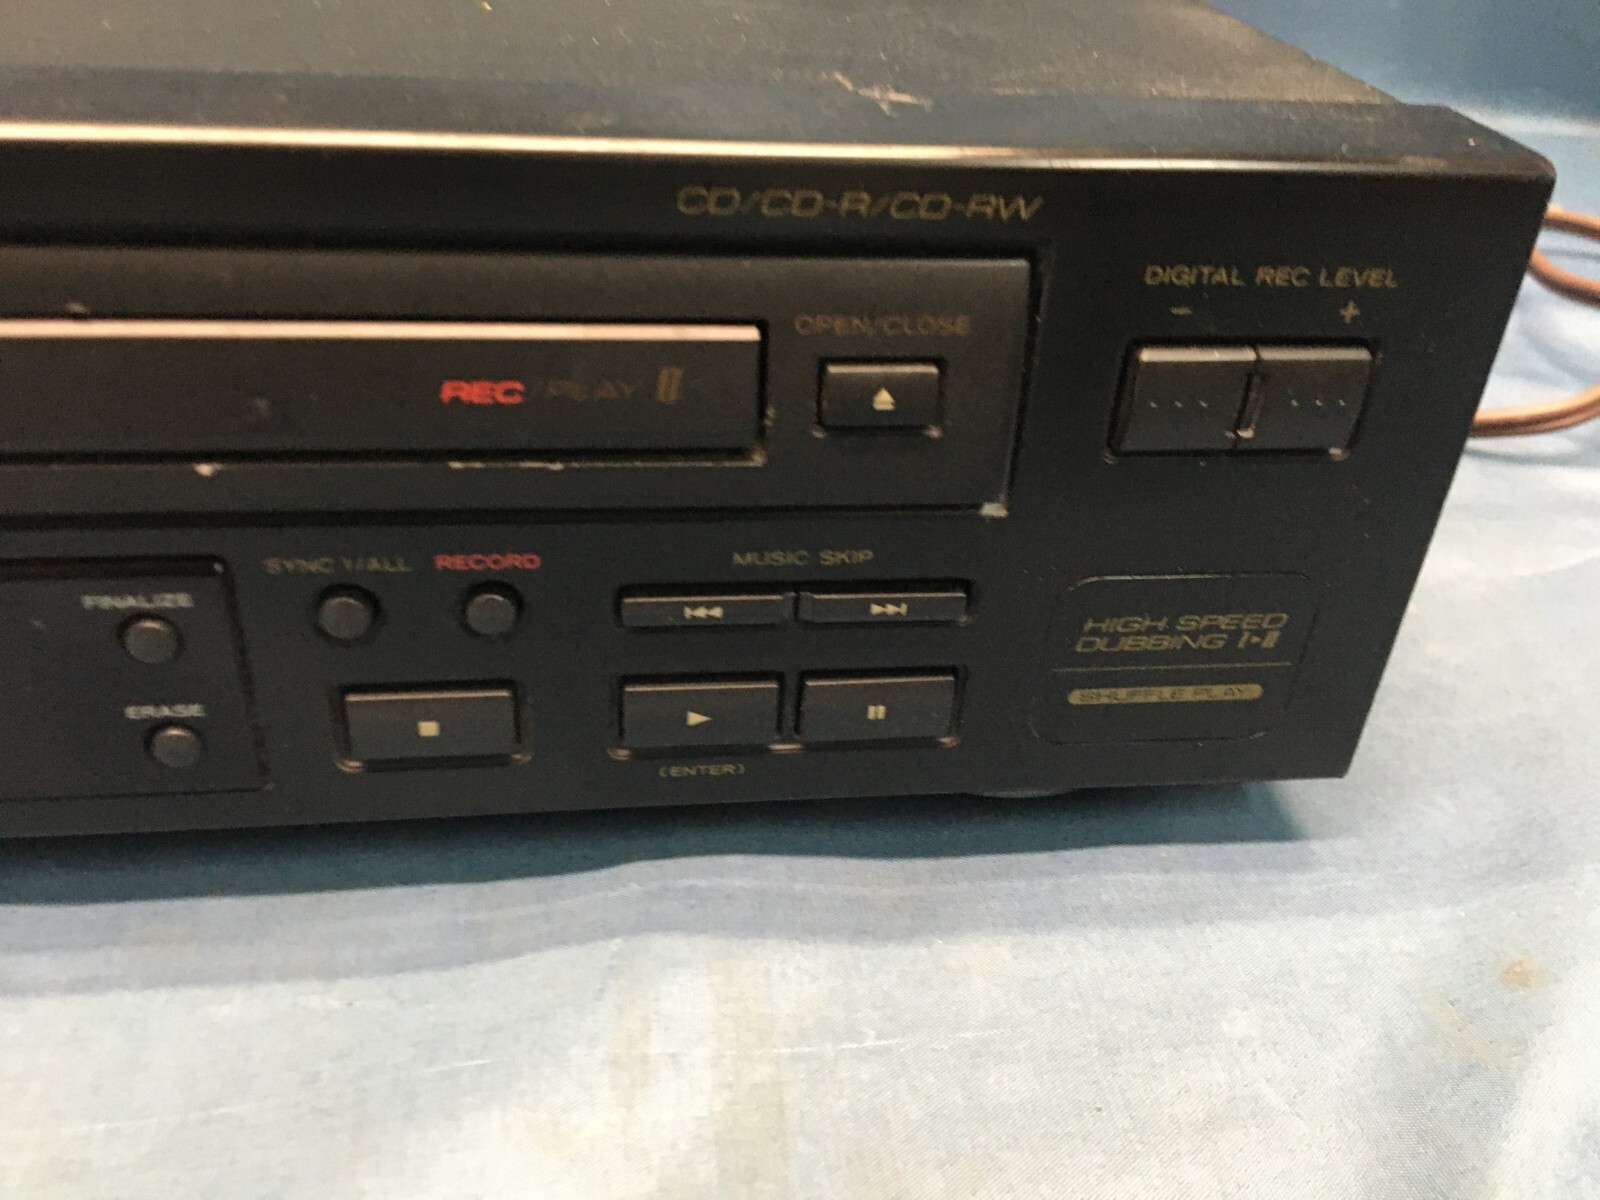 CD/CD-R/CD-RW
DIGITAL REC LEVEL
- +
OPEN/CLOSE
REC/PLAY II
SYNC 1/ALL RECORD
MUSIC SKIP
FINALIZE
HIGH SPEED
DUBBING I▸II
ERASE
SHUFFLE PLAY
(ENTER)